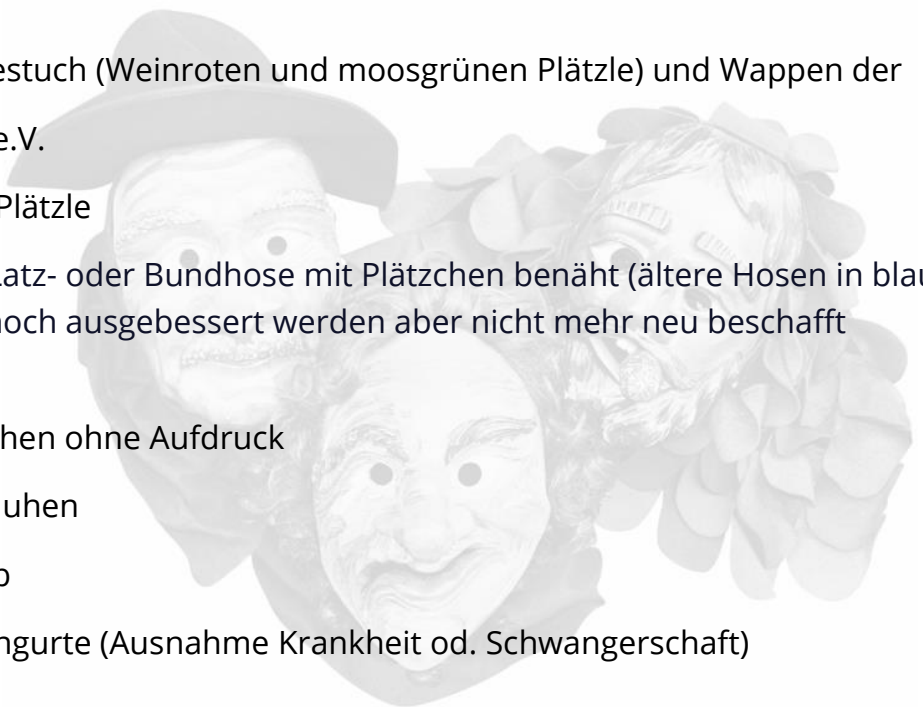 estuch (Weinroten und moosgrünen Plätzle) und Wappen der
e.V.
Plätzle
atz- oder Bundhose mit Plätzchen benäht (ältere Hosen in blau
noch ausgebessert werden aber nicht mehr neu beschafft
hen ohne Aufdruck
uhen
ngurte (Ausnahme Krankheit od. Schwangerschaft)